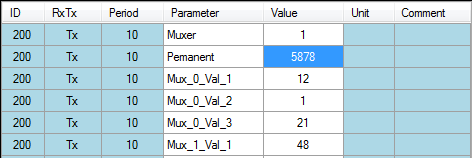 ID RxTx Period Parameter Value Unit Comment
200 Tx 10 Muxer 1
200 Tx 10 Pemanent 5878
200 Tx 10 Mux_0_Val_1 12
200 Tx 10 Mux_0_Val_2 1
200 Tx 10 Mux_0_Val_3 21
200 Tx 10 Mux_1_Val_1 48